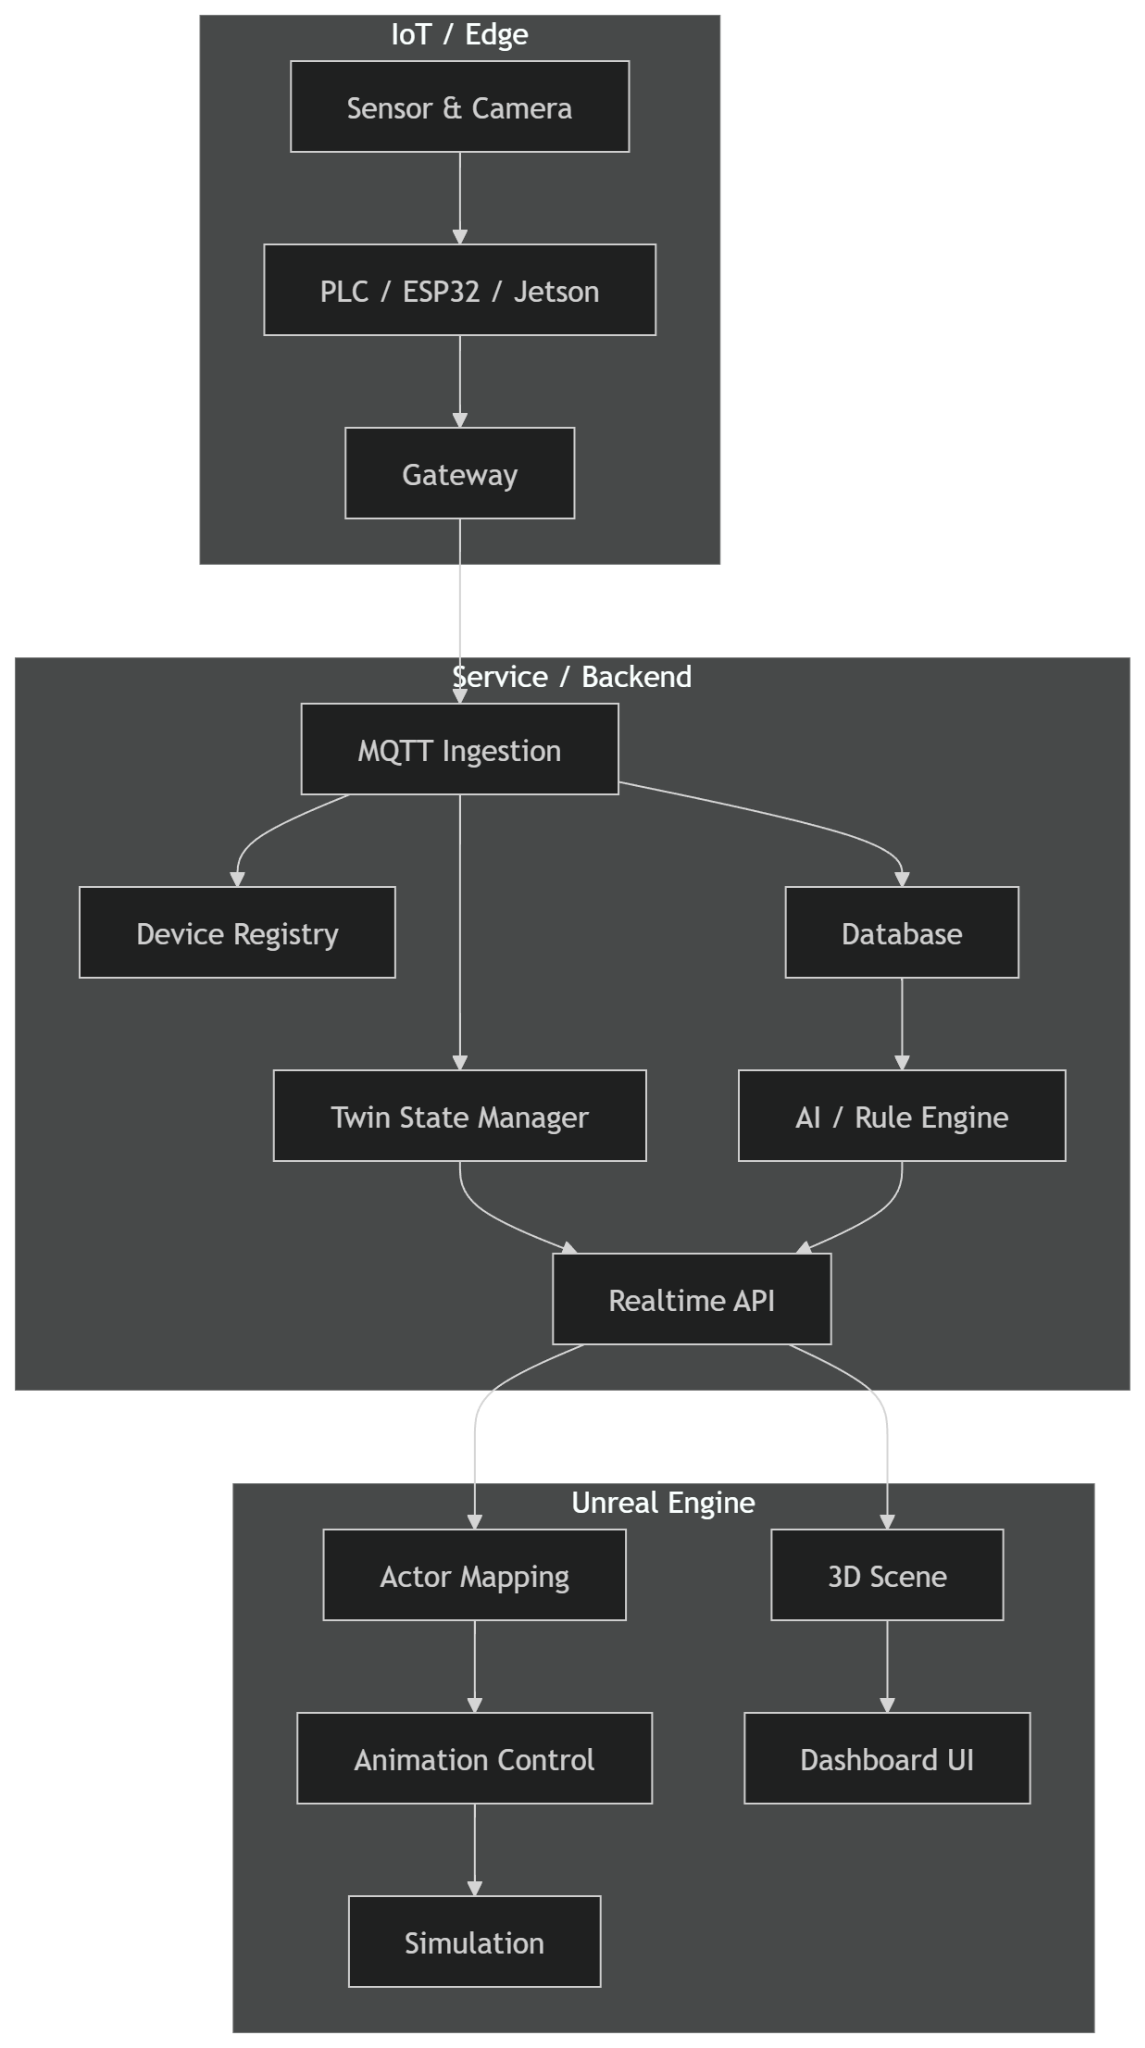 IoT / Edge
Sensor & Camera
PLC / ESP32 / Jetson
Gateway
Service / Backend
MQTT Ingestion
Device Registry
Database
Twin State Manager
AI / Rule Engine
Realtime API
Unreal Engine
Actor Mapping
3D Scene
Animation Control
Dashboard UI
Simulation